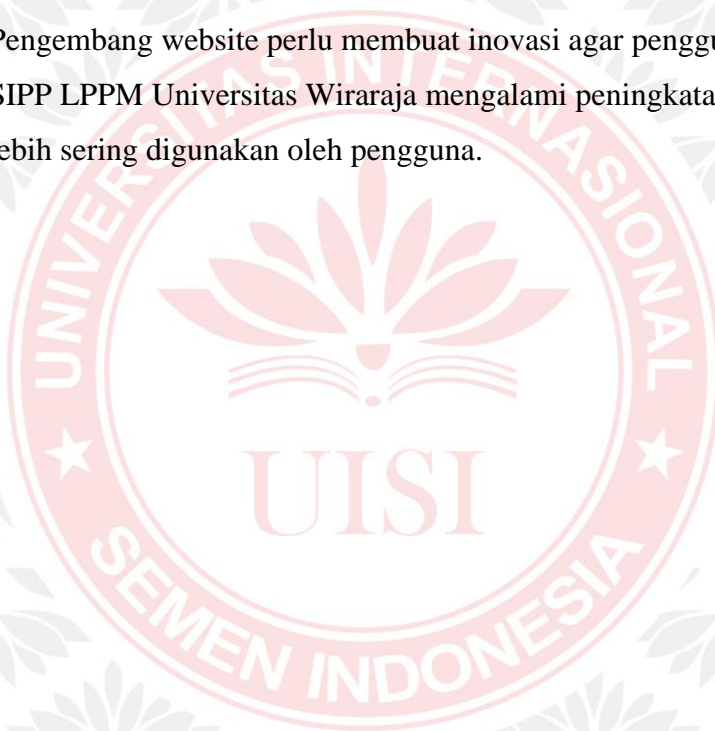 Pengembang website perlu membuat inovasi agar penggu
SIPP LPPM Universitas Wiraraja mengalami peningkata
lebih sering digunakan oleh pengguna.
UNIVERSITAS INTERNASIONAL
UISI
SEMEN INDONESIA